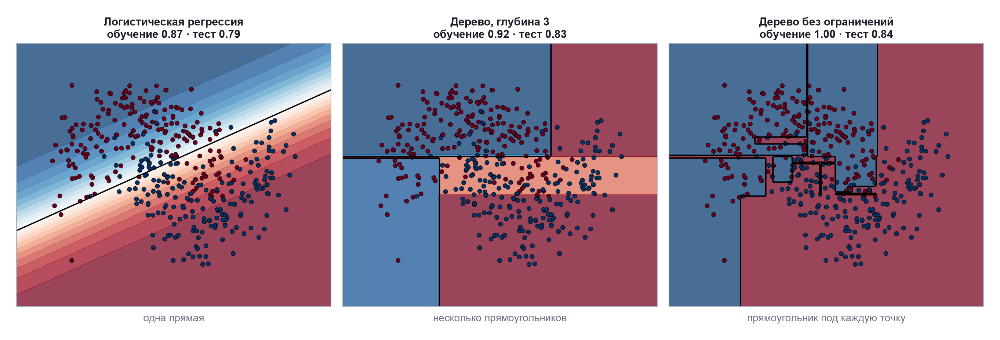 Логистическая регрессия
обучение 0.87 · тест 0.79
Дерево, глубина 3
обучение 0.92 · тест 0.83
Дерево без ограничений
обучение 1.00 · тест 0.84
одна прямая
несколько прямоугольников
прямоугольник под каждую точку